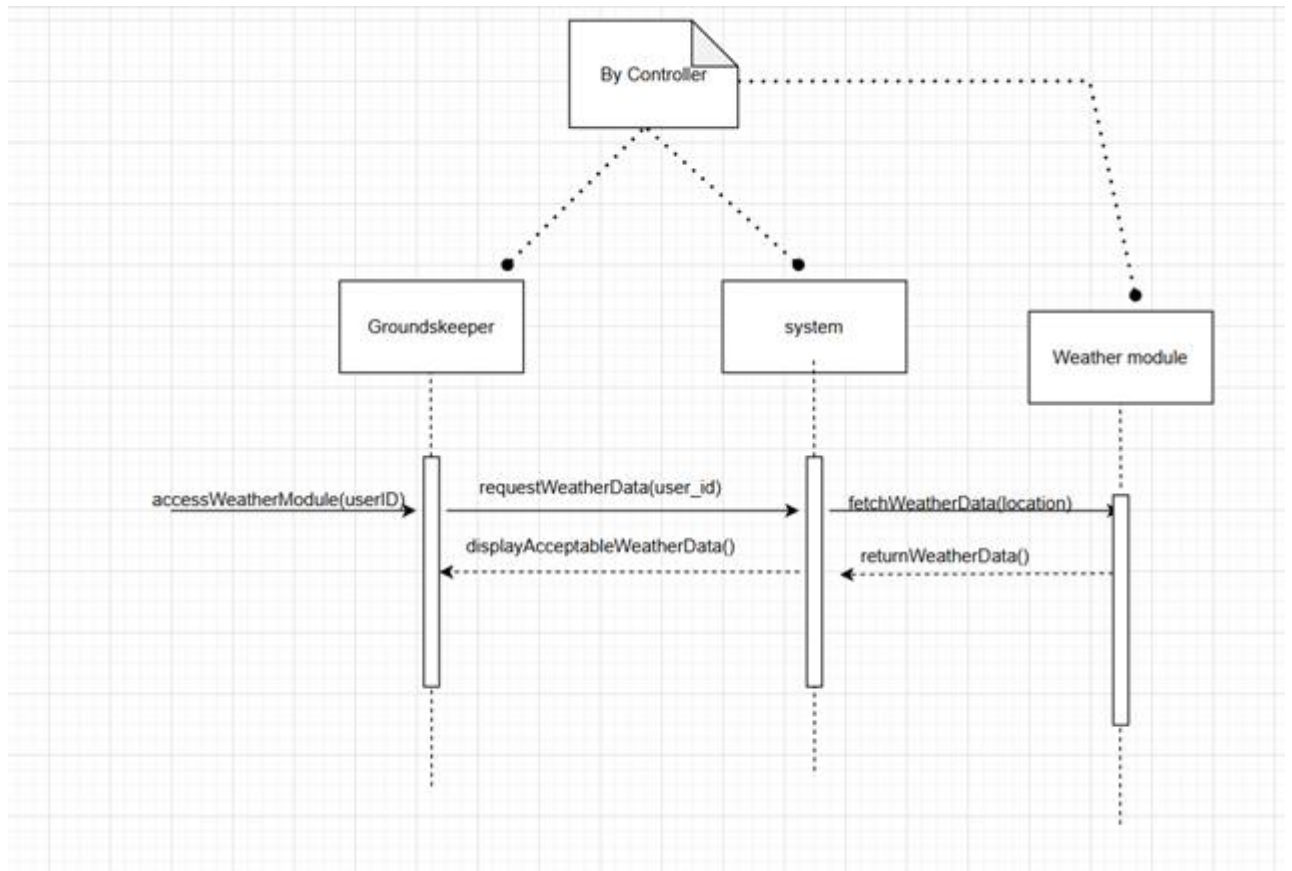 By Controller
Groundskeeper
system
Weather module
accessWeatherModule(userID)
requestWeatherData(user_id)
fetchWeatherData(location)
displayAcceptableWeatherData()
returnWeatherData()